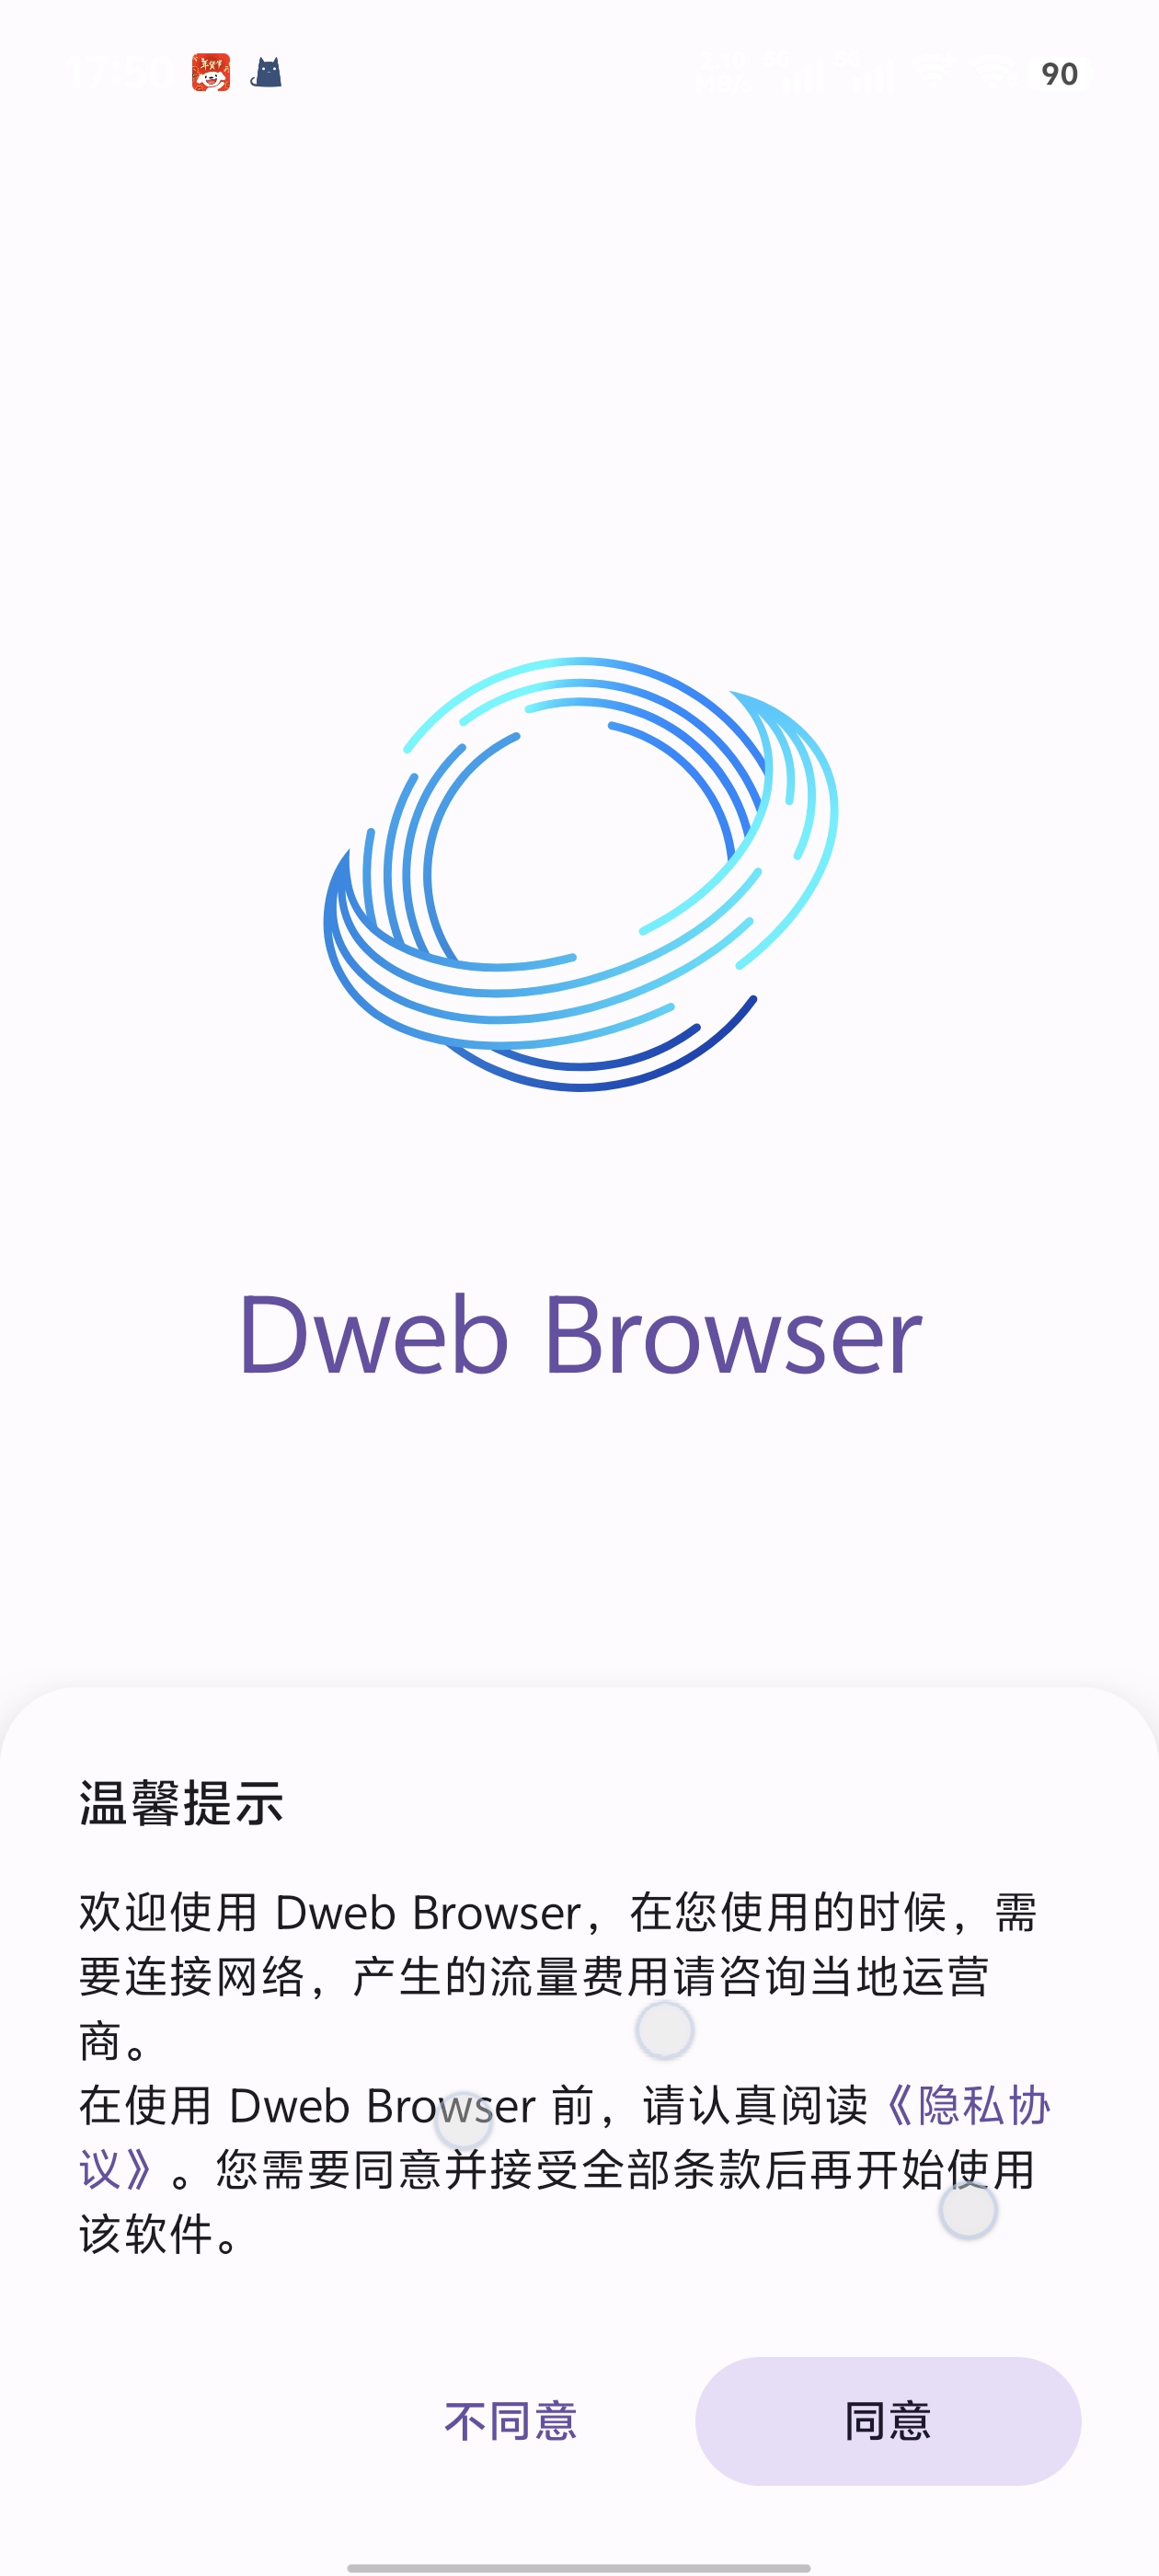 17:50
90
Dweb Browser
温馨提示
欢迎使用 Dweb Browser，在您使用的时候，需
要连接网络，产生的流量费用请咨询当地运营
商。
在使用 Dweb Browser 前，请认真阅读《隐私协
议》。您需要同意并接受全部条款后再开始使用
该软件。
不同意
同意